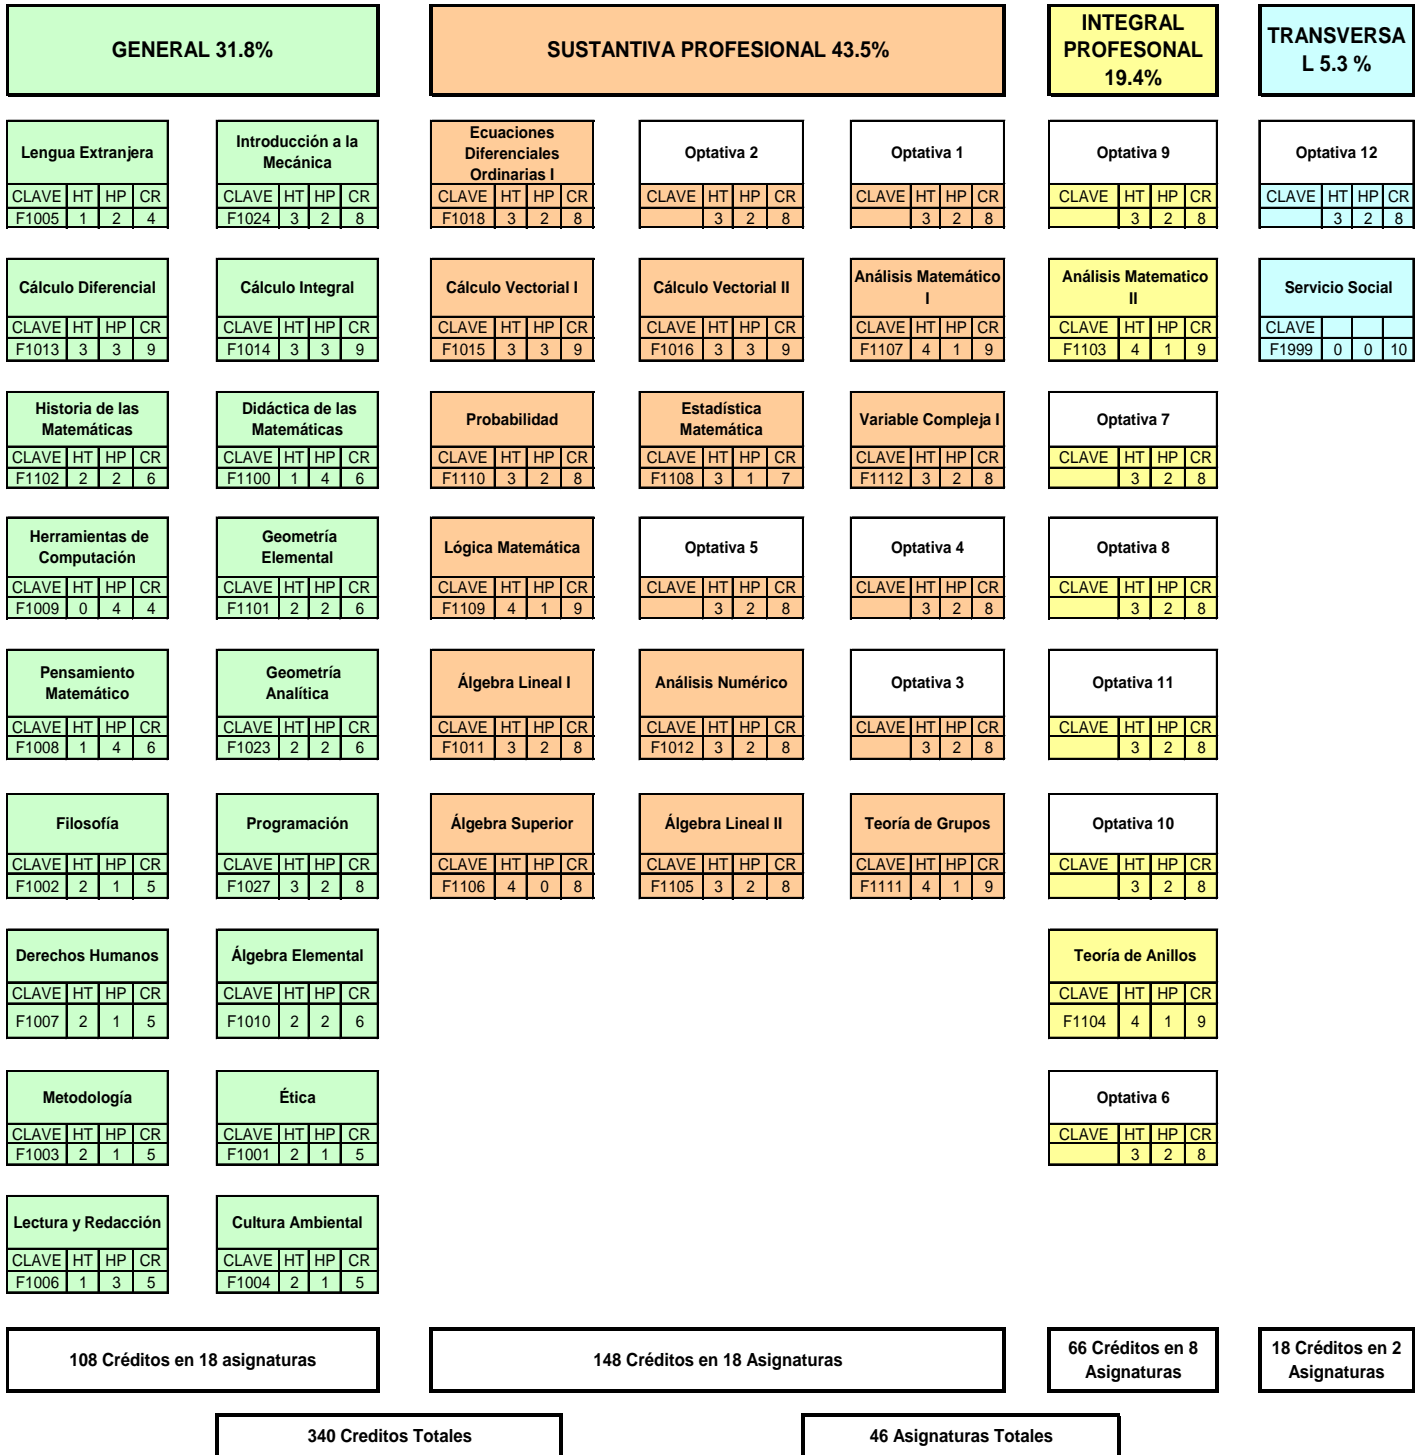 GENERAL 31.8%
SUSTANTIVA PROFESIONAL 43.5%
INTEGRAL
PROFESONAL
19.4%
TRANSVERSA
L 5.3 %
Lengua Extranjera
CLAVE HT HP CR
F1005 1 2 4
Introducción a la
Mecánica
CLAVE HT HP CR
F1024 3 2 8
Ecuaciones
Diferenciales
Ordinarias I
CLAVE HT HP CR
F1018 3 2 8
Optativa 2
CLAVE HT HP CR
3 2 8
Optativa 1
CLAVE HT HP CR
3 2 8
Optativa 9
CLAVE HT HP CR
3 2 8
Optativa 12
CLAVE HT HP CR
3 2 8
Cálculo Diferencial
CLAVE HT HP CR
F1013 3 3 9
Cálculo Integral
CLAVE HT HP CR
F1014 3 3 9
Cálculo Vectorial I
CLAVE HT HP CR
F1015 3 3 9
Cálculo Vectorial II
CLAVE HT HP CR
F1016 3 3 9
Análisis Matemático
I
CLAVE HT HP CR
F1107 4 1 9
Análisis Matematico
II
CLAVE HT HP CR
F1103 4 1 9
Servicio Social
CLAVE
F1999 0 0 10
Historia de las
Matemáticas
CLAVE HT HP CR
F1102 2 2 6
Didáctica de las
Matemáticas
CLAVE HT HP CR
F1100 1 4 6
Probabilidad
CLAVE HT HP CR
F1110 3 2 8
Estadística
Matemática
CLAVE HT HP CR
F1108 3 1 7
Variable Compleja I
CLAVE HT HP CR
F1112 3 2 8
Optativa 7
CLAVE HT HP CR
3 2 8
Herramientas de
Computación
CLAVE HT HP CR
F1009 0 4 4
Geometría
Elemental
CLAVE HT HP CR
F1101 2 2 6
Lógica Matemática
CLAVE HT HP CR
F1109 4 1 9
Optativa 5
CLAVE HT HP CR
3 2 8
Optativa 4
CLAVE HT HP CR
3 2 8
Optativa 8
CLAVE HT HP CR
3 2 8
Pensamiento
Matemático
CLAVE HT HP CR
F1008 1 4 6
Geometría
Analítica
CLAVE HT HP CR
F1023 2 2 6
Álgebra Lineal I
CLAVE HT HP CR
F1011 3 2 8
Análisis Numérico
CLAVE HT HP CR
F1012 3 2 8
Optativa 3
CLAVE HT HP CR
3 2 8
Optativa 11
CLAVE HT HP CR
3 2 8
Filosofía
CLAVE HT HP CR
F1002 2 1 5
Programación
CLAVE HT HP CR
F1027 3 2 8
Álgebra Superior
CLAVE HT HP CR
F1106 4 0 8
Álgebra Lineal II
CLAVE HT HP CR
F1105 3 2 8
Teoría de Grupos
CLAVE HT HP CR
F1111 4 1 9
Optativa 10
CLAVE HT HP CR
3 2 8
Derechos Humanos
CLAVE HT HP CR
F1007 2 1 5
Álgebra Elemental
CLAVE HT HP CR
F1010 2 2 6
Teoría de Anillos
CLAVE HT HP CR
F1104 4 1 9
Metodología
CLAVE HT HP CR
F1003 2 1 5
Ética
CLAVE HT HP CR
F1001 2 1 5
Optativa 6
CLAVE HT HP CR
3 2 8
Lectura y Redacción
CLAVE HT HP CR
F1006 1 3 5
Cultura Ambiental
CLAVE HT HP CR
F1004 2 1 5
108 Créditos en 18 asignaturas
148 Créditos en 18 Asignaturas
66 Créditos en 8
Asignaturas
18 Créditos en 2
Asignaturas
340 Creditos Totales
46 Asignaturas Totales